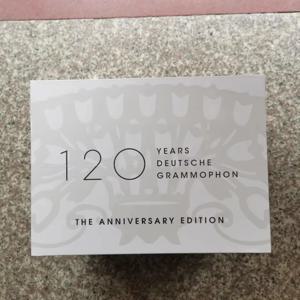 120 YEARS
DEUTSCHE
GRAMMOPHON
THE ANNIVERSARY EDITION